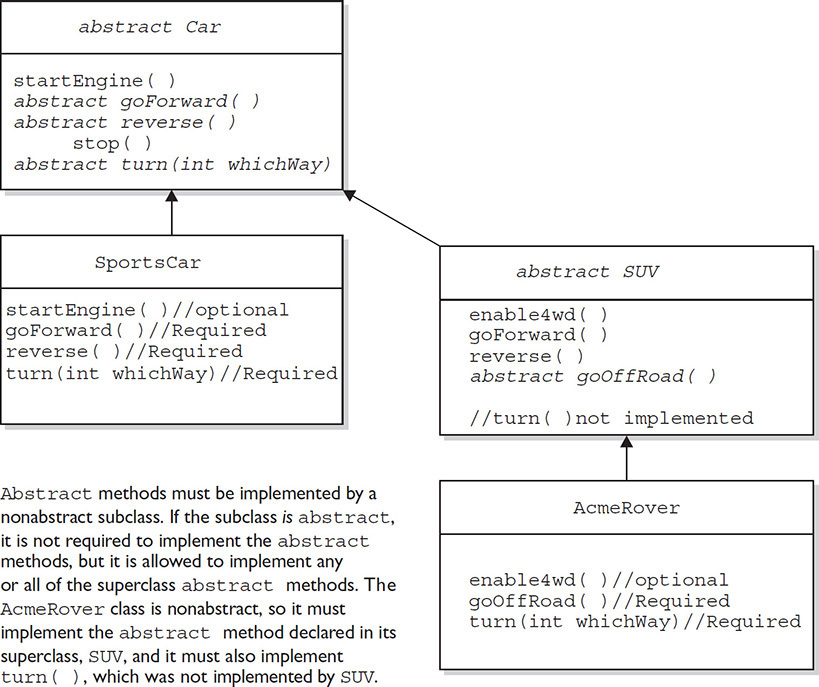 abstract Car
startEngine( )
abstract goForward( )
abstract reverse( )
stop( )
abstract turn(int whichWay)
SportsCar
startEngine( )//optional
goForward( )//Required
reverse( )//Required
turn(int whichWay)//Required
abstract SUV
enable4wd( )
goForward( )
reverse( )
abstract goOffRoad( )
//turn( )not implemented
AcmeRover
enable4wd( )//optional
goOffRoad( )//Required
turn(int whichWay)//Required
Abstract methods must be implemented by a
nonabstract subclass. If the subclass is abstract,
it is not required to implement the abstract
methods, but it is allowed to implement any
or all of the superclass abstract methods. The
AcmeRover class is nonabstract, so it must
implement the abstract method declared in its
superclass, SUV, and it must also implement
turn( ), which was not implemented by SUV.